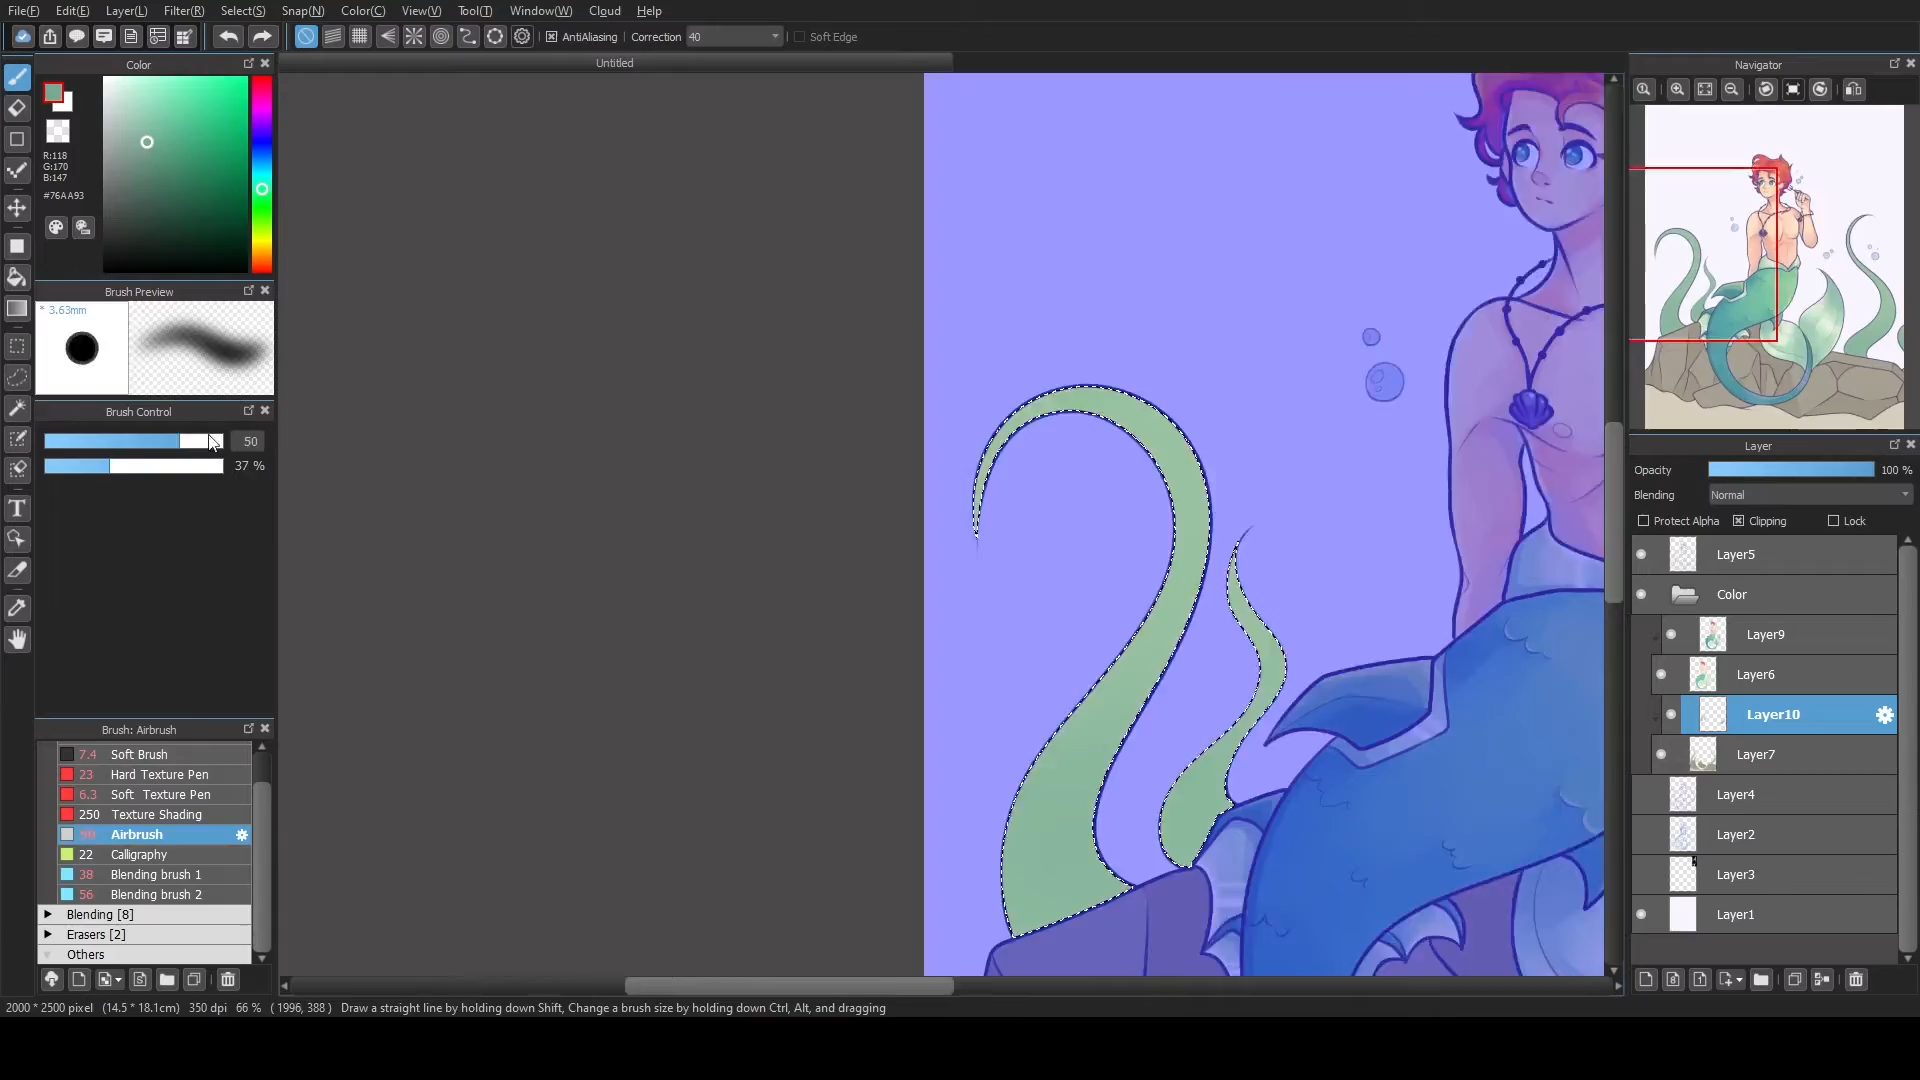 File(F) Edit(E) Layer(L) Filter(R) Select(S) Snap(N) Color(C) View(V) Tool(T) Window(W) Cloud Help
AntiAliasing Correction 40 Soft Edge
Color
Untitled
Navigator
R:118
G:170
B:147
#76AA93
Brush Preview
* 3.63mm
Brush Control
50
37 %
Layer
Opacity 100 %
Blending Normal
Protect Alpha Clipping Lock
Layer5
Color
Layer9
Layer6
Layer10
Layer7
Layer4
Layer2
Layer3
Layer1
Brush: Airbrush
7.4 Soft Brush
23 Hard Texture Pen
6.3 Soft Texture Pen
250 Texture Shading
Airbrush
22 Calligraphy
38 Blending brush 1
56 Blending brush 2
Blending [8]
Erasers [2]
Others
2000 * 2500 pixel (14.5 * 18.1cm) 350 dpi 66 % ( 1996, 388 ) Draw a straight line by holding down Shift, Change a brush size by holding down Ctrl, Alt, and dragging